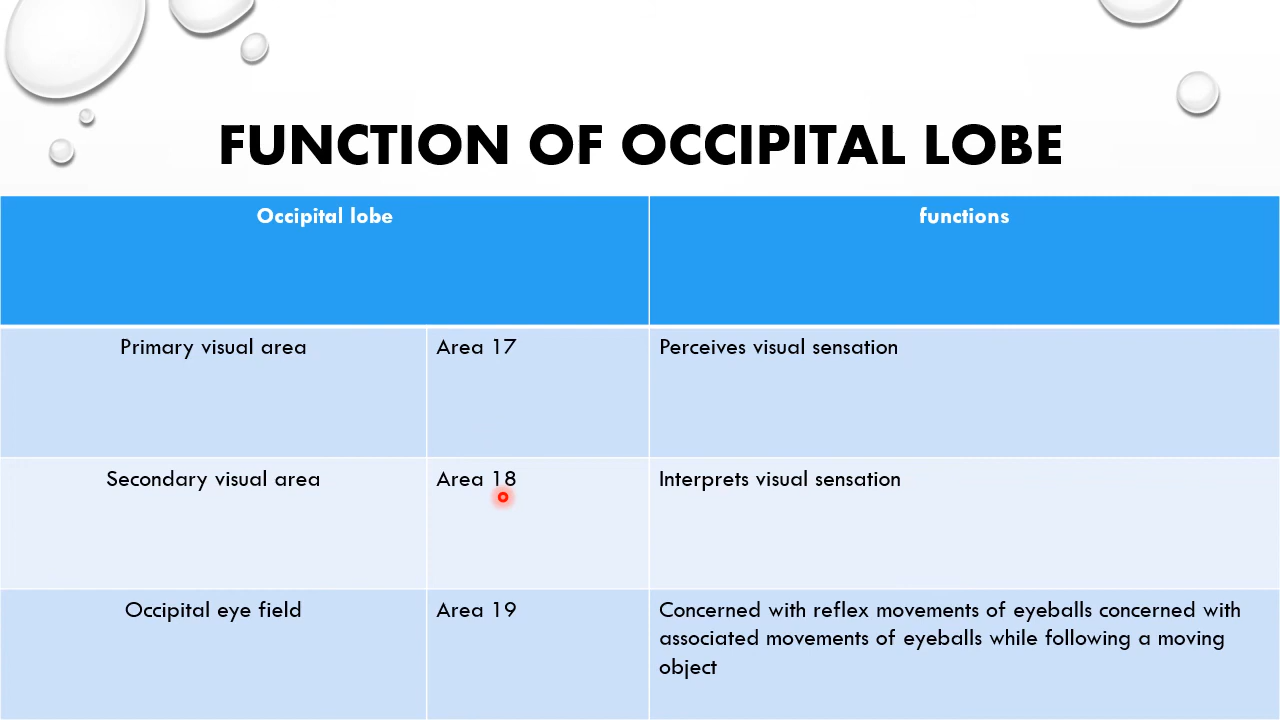 FUNCTION OF OCCIPITAL LOBE
Occipital lobe functions
Primary visual area Area 17 Perceives visual sensation
Secondary visual area Area 18 Interprets visual sensation
Occipital eye field Area 19 Concerned with reflex movements of eyeballs concerned with
associated movements of eyeballs while following a moving
object